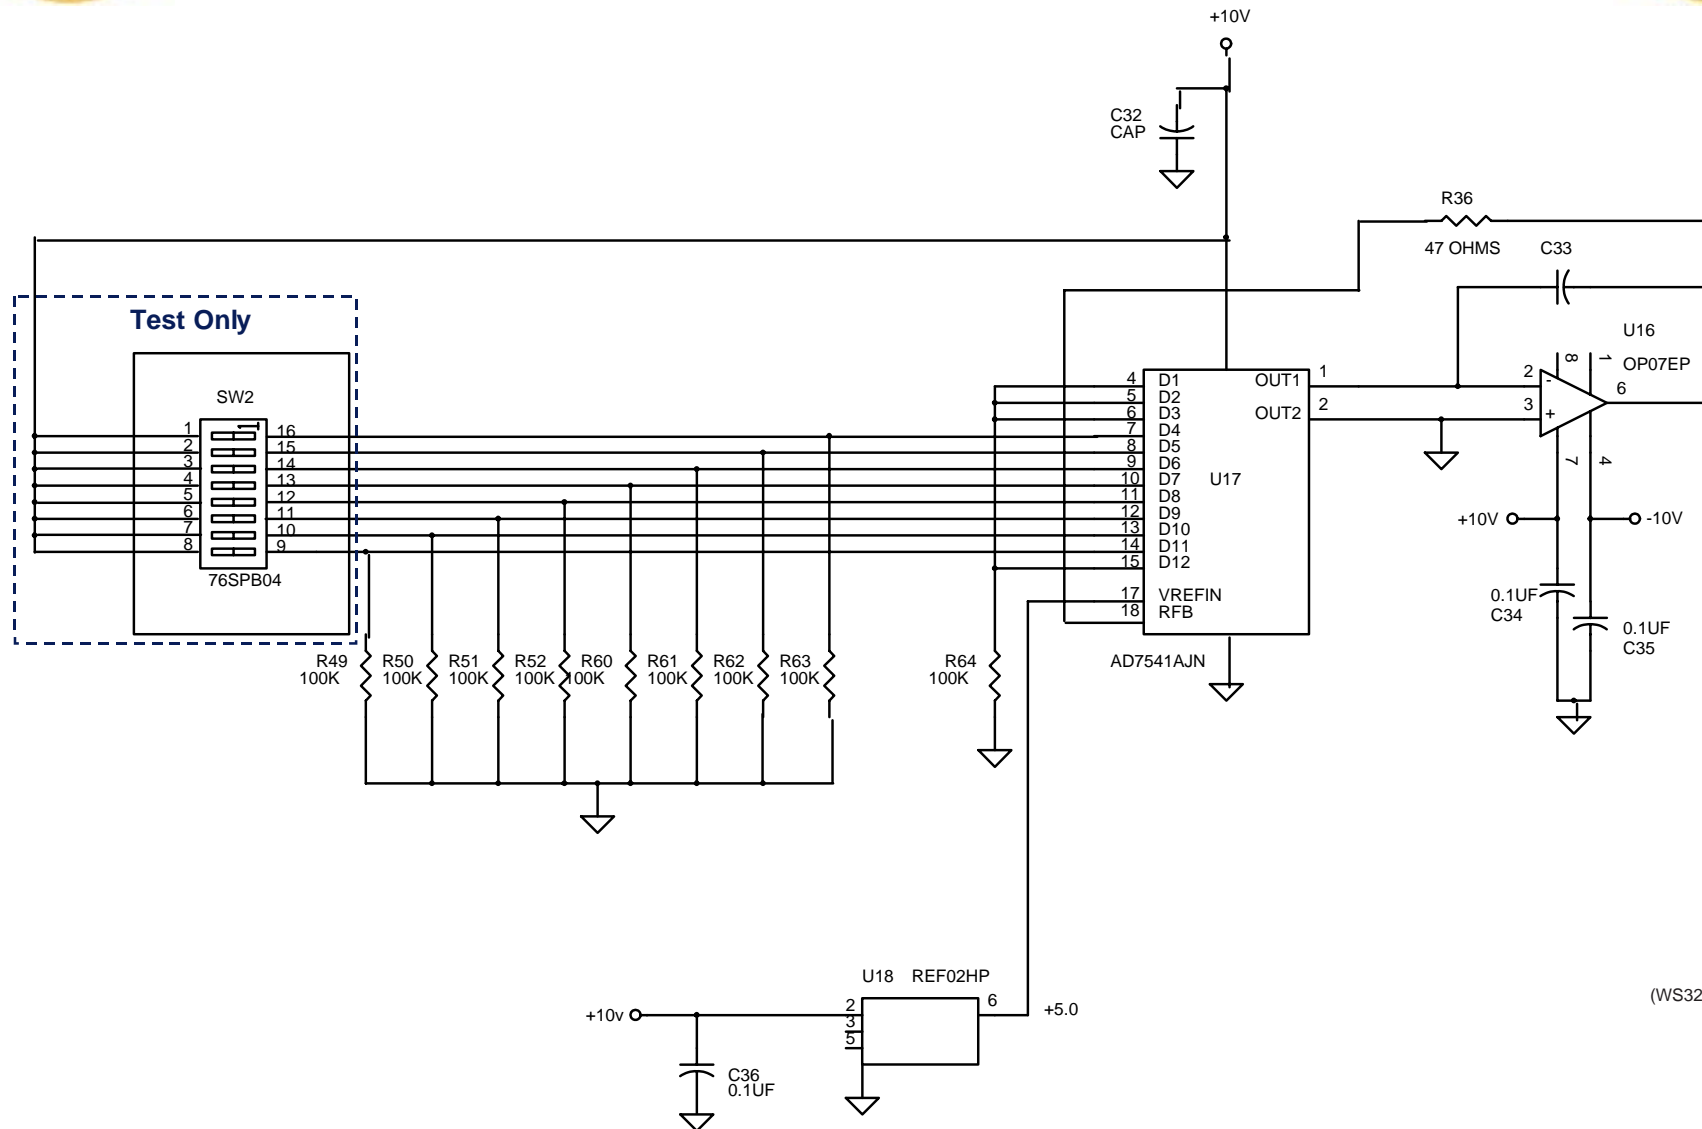 +10V
C32
CAP
R36
47 OHMS
C33
Test Only
U16
OP07EP
SW2
1
2
3
4
5
6
7
8
16
15
14
13
12
11
10
9
76SPB04
4
5
6
7
8
9
10
11
12
13
14
15
17
18
D1
D2
D3
D4
D5
D6
D7
D8
D9
D10
D11
D12
VREFIN
RFB
OUT1
OUT2
1
2
U17
AD7541AJN
2
3
-
+
8
1
6
7
4
+10V
-10V
0.1UF
C34
0.1UF
C35
R49
100K
R50
100K
R51
100K
R52
100K
R60
100K
R61
100K
R62
100K
R63
100K
R64
100K
U18 REF02HP
+10v
2
3
5
6
+5.0
C36
0.1UF
(WS32